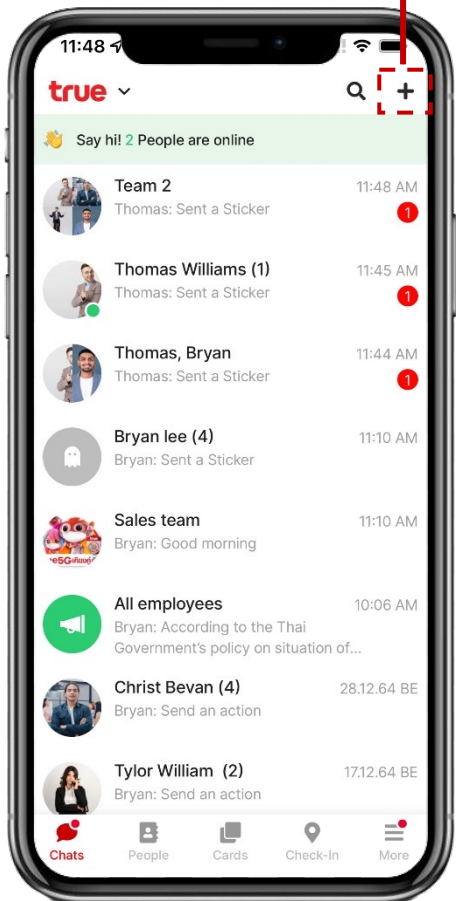 11:48
true
Say hi! 2 People are online
Team 2
11:48 AM
Thomas: Sent a Sticker
1
Thomas Williams (1)
11:45 AM
Thomas: Sent a Sticker
1
Thomas, Bryan
11:44 AM
Thomas: Sent a Sticker
1
Bryan lee (4)
11:10 AM
Bryan: Sent a Sticker
Sales team
11:10 AM
Bryan: Good morning
All employees
10:06 AM
Bryan: According to the Thai
Government's policy on situation of...
Christ Bevan (4)
28.12.64 BE
Bryan: Send an action
Tylor William (2)
17.12.64 BE
Bryan: Send an action
Chats
People
Cards
Check-In
More